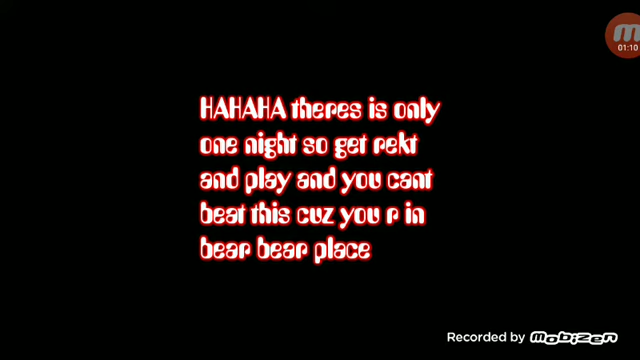 01:10
HAHAHA theres is only
one night so get rekt
and play and you cant
beat this cuz you r in
bear bear place
Recorded by mobizen